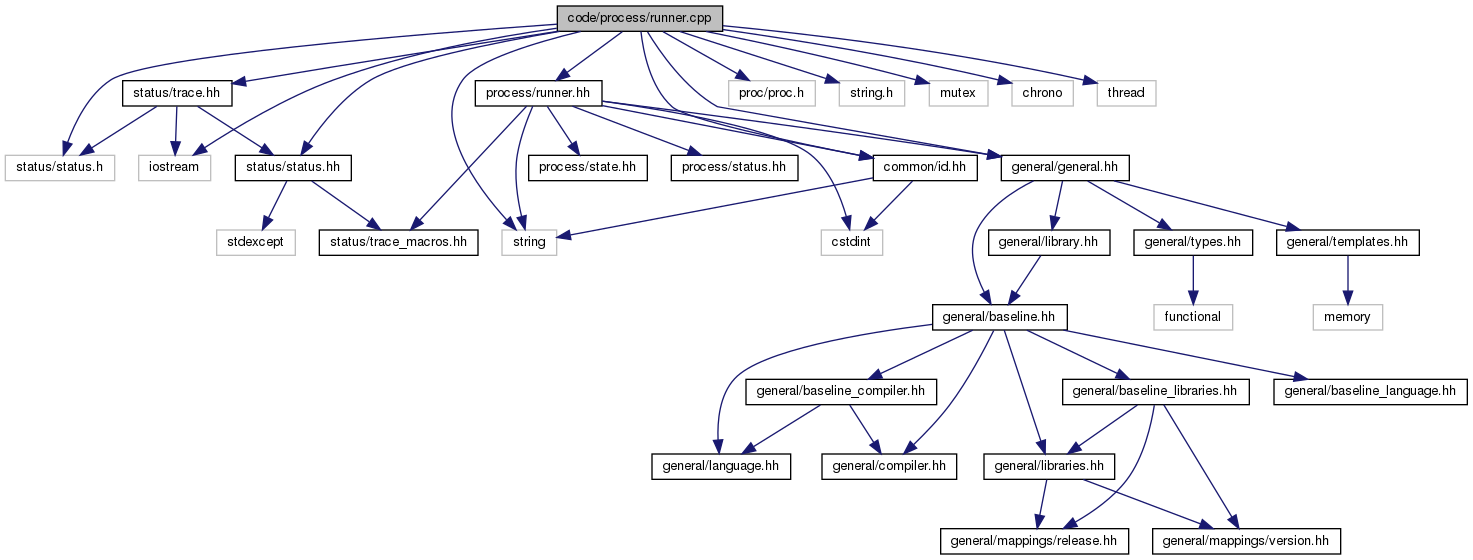 code/process/runner.cpp
status/trace.hh
process/runner.hh
proc/proc.h
string.h
mutex
chrono
thread
status/status.h
iostream
status/status.hh
process/state.hh
process/status.hh
common/id.hh
general/general.hh
stdexcept
status/trace_macros.hh
string
cstdint
general/library.hh
general/types.hh
general/templates.hh
general/baseline.hh
functional
memory
general/baseline_compiler.hh
general/baseline_libraries.hh
general/baseline_language.hh
general/language.hh
general/compiler.hh
general/libraries.hh
general/mappings/release.hh
general/mappings/version.hh